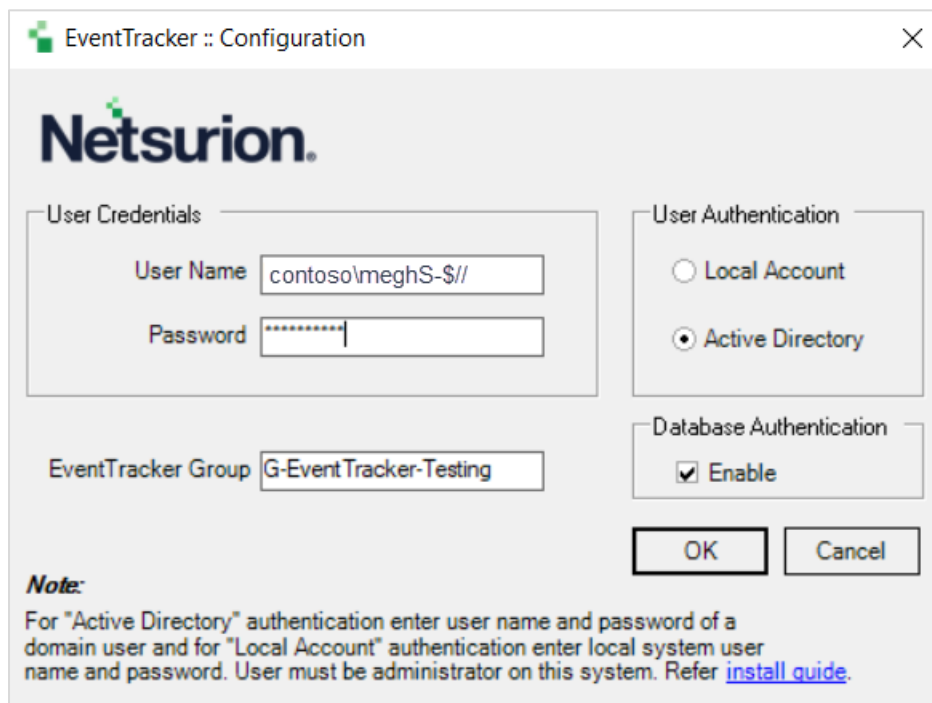 EventTracker :: Configuration
Netsurion®
User Credentials
User Name contoso\meghS-$//
Password **********
User Authentication
Local Account
Active Directory
Database Authentication
Enable
EventTracker Group G-EventTracker-Testing
OK Cancel
Note:
For "Active Directory" authentication enter user name and password of a
domain user and for "Local Account" authentication enter local system user
name and password. User must be administrator on this system. Refer install guide.